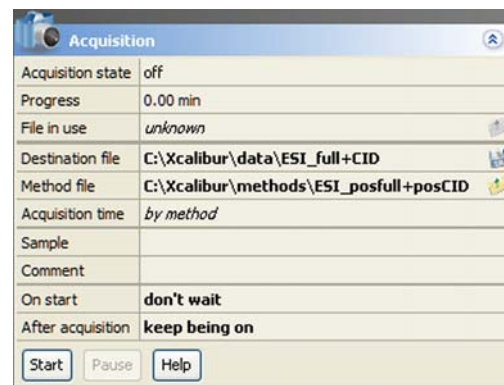 Acquisition
Acquisition state off
Progress 0.00 min
File in use unknown
Destination file C:\Xcalibur\data\ESI_full+CID
Method file C:\Xcalibur\methods\ESI_posfull+posCID
Acquisition time by method
Sample
Comment
On start don't wait
After acquisition keep being on
Start Pause Help